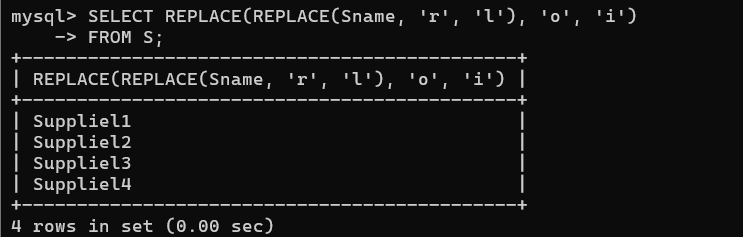 mysql> SELECT REPLACE(REPLACE(Sname, 'r', 'l'), 'o', 'i')
    -> FROM S;
+---------------------------------------------+
| REPLACE(REPLACE(Sname, 'r', 'l'), 'o', 'i') |
+---------------------------------------------+
| Suppliel1                                   |
| Suppliel2                                   |
| Suppliel3                                   |
| Suppliel4                                   |
+---------------------------------------------+
4 rows in set (0.00 sec)